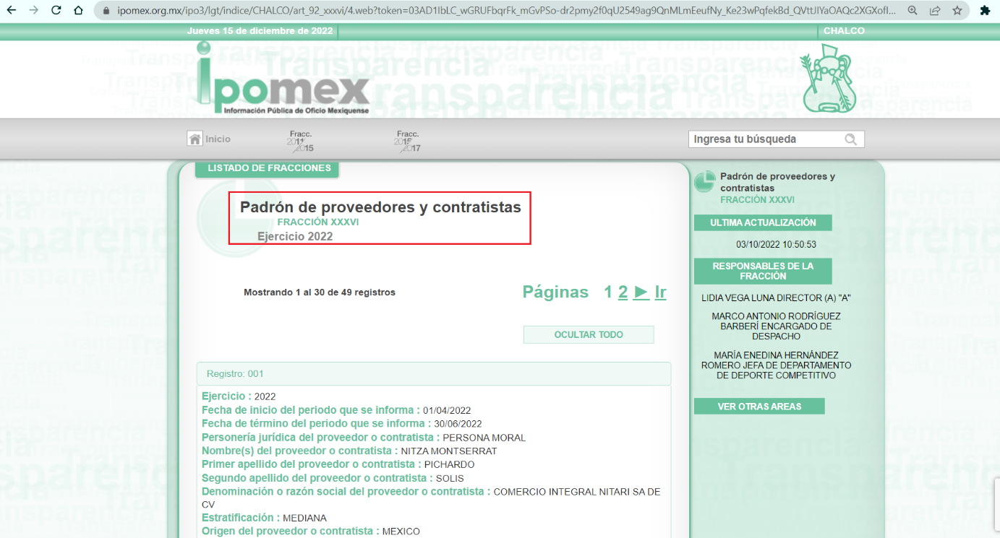 ipomex.org.mx/ipo3/lgt/indice/CHALCO/art_92_xxxvi/4.web?token=03AD1IbLC_wGRUFbqrFk_mGvPSo-dr2pmy2f0qU2549ag9QnMLmEeufNy_Ke23wPqfekBd_QVttJIYaOAQc2XGXofI...
Jueves 15 de diciembre de 2022
CHALCO
Transparencia
ipomex
Información Pública de Oficio Mexiquense
Inicio
Fracc.
2011
2015
Fracc.
2015
2017
Ingresa tu búsqueda
LISTADO DE FRACCIONES
Padrón de proveedores y contratistas
FRACCIÓN XXXVI
Ejercicio 2022
Mostrando 1 al 30 de 49 registros
Páginas 1 2 ► Ir
OCULTAR TODO
Registro: 001
Ejercicio : 2022
Fecha de inicio del periodo que se informa : 01/04/2022
Fecha de término del periodo que se informa : 30/06/2022
Personería jurídica del proveedor o contratista : PERSONA MORAL
Nombre(s) del proveedor o contratista : NITZA MONTSERRAT
Primer apellido del proveedor o contratista : PICHARDO
Segundo apellido del proveedor o contratista : SOLIS
Denominación o razón social del proveedor o contratista : COMERCIO INTEGRAL NITARI SA DE
CV
Estratificación : MEDIANA
Origen del proveedor o contratista : MEXICO
Padrón de proveedores y
contratistas
FRACCIÓN XXXVI
ULTIMA ACTUALIZACIÓN
03/10/2022 10:50:53
RESPONSABLES DE LA
FRACCIÓN
LIDIA VEGA LUNA DIRECTOR (A) "A"
MARCO ANTONIO RODRÍGUEZ
BARBERÍ ENCARGADO DE
DESPACHO
MARÍA ENEDINA HERNÁNDEZ
ROMERO JEFA DE DEPARTAMENTO
DE DEPORTE COMPETITIVO
VER OTRAS AREAS